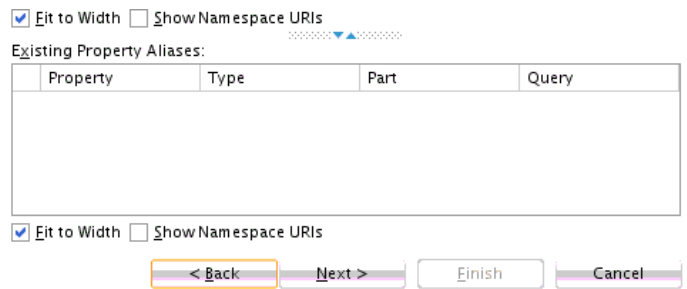 Fit to Width Show Namespace URIs
Existing Property Aliases:
Property Type Part Query
Fit to Width Show Namespace URIs
< Back Next > Finish Cancel